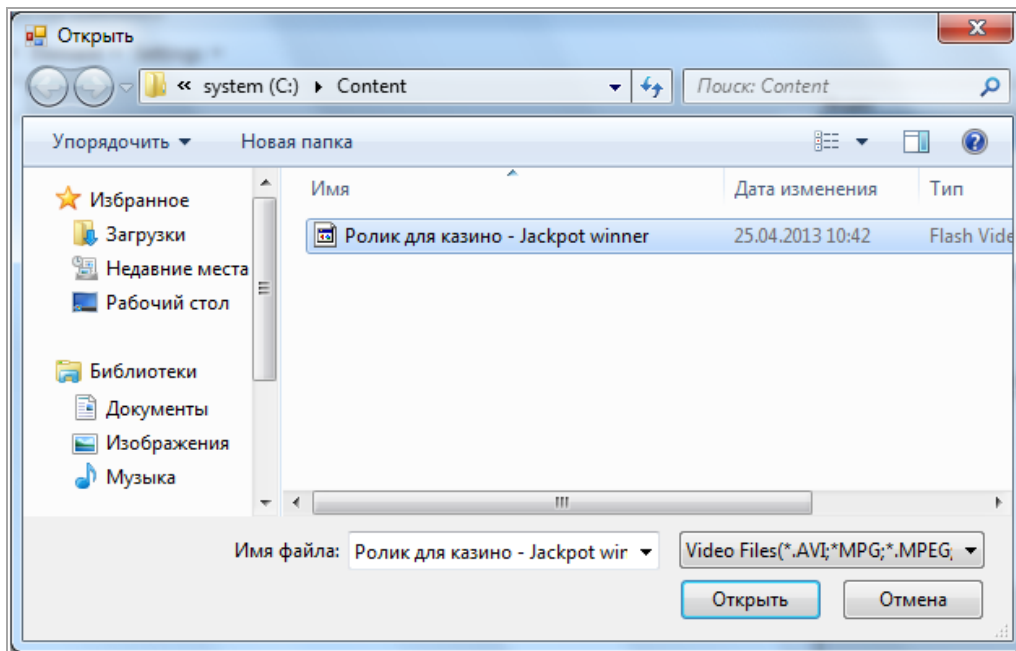 Открыть
« system (C:) Content
Поиск: Content
Упорядочить
Новая папка
Избранное
Загрузки
Недавние места
Рабочий стол
Библиотеки
Документы
Изображения
Музыка
Имя Дата изменения Тип
Ролик для казино - Jackpot winner 25.04.2013 10:42 Flash Vide
Имя файла: Ролик для казино - Jackpot wir
Video Files(*.AVI;*MPG;*.MPEG;
Открыть Отмена